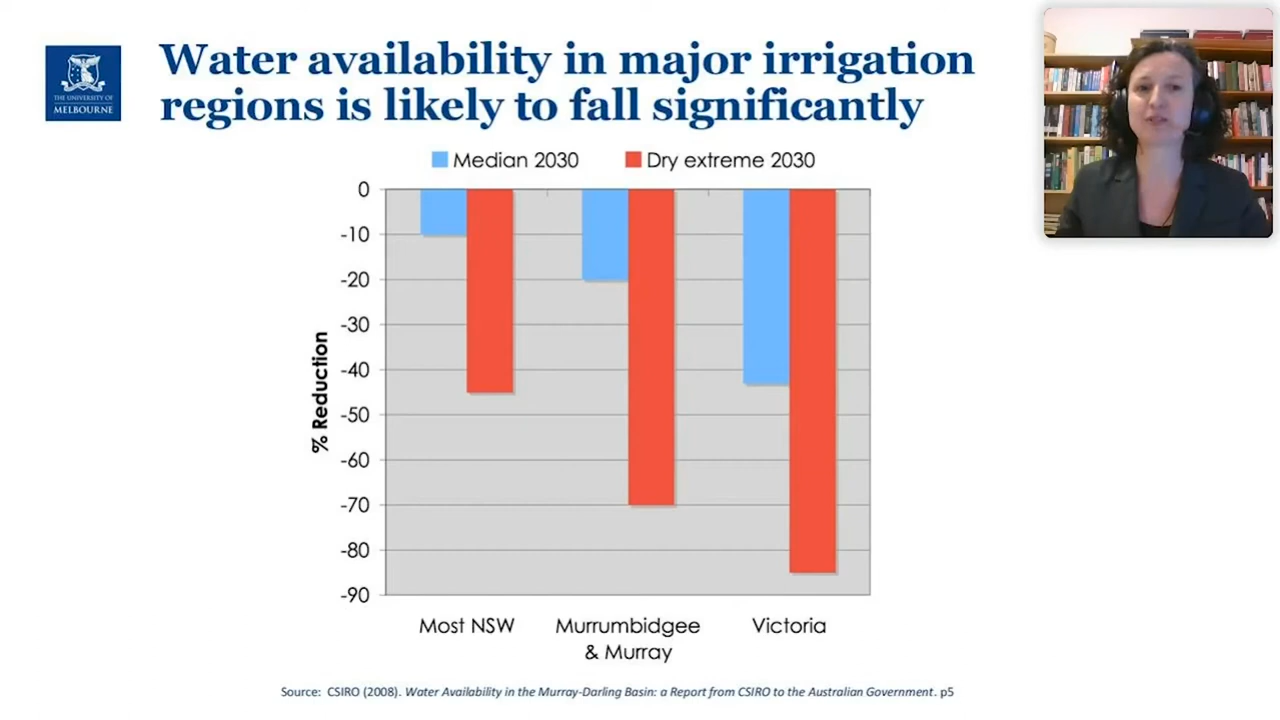 THE UNIVERSITY OF
MELBOURNE
Water availability in major irrigation
regions is likely to fall significantly
Median 2030
Dry extreme 2030
% Reduction
0
-10
-20
-30
-40
-50
-60
-70
-80
-90
Most NSW
Murrumbidgee
& Murray
Victoria
Source: CSIRO (2008). Water Availability in the Murray-Darling Basin: a Report from CSIRO to the Australian Government. p5